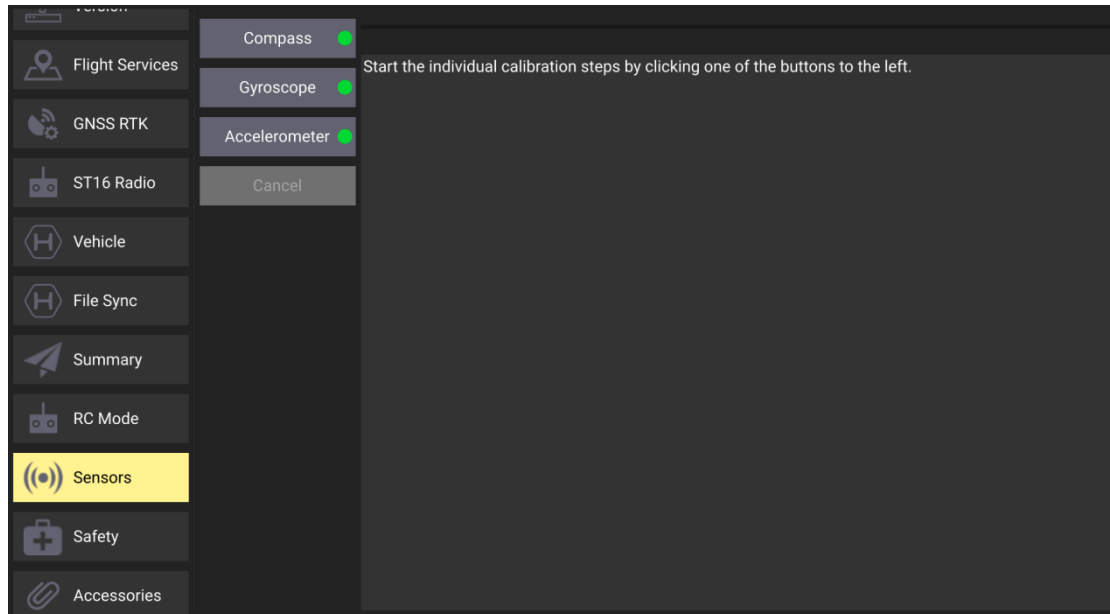 Version
Flight Services
GNSS RTK
ST16 Radio
Vehicle
File Sync
Summary
RC Mode
Sensors
Safety
Accessories
Compass
Gyroscope
Accelerometer
Cancel
Start the individual calibration steps by clicking one of the buttons to the left.